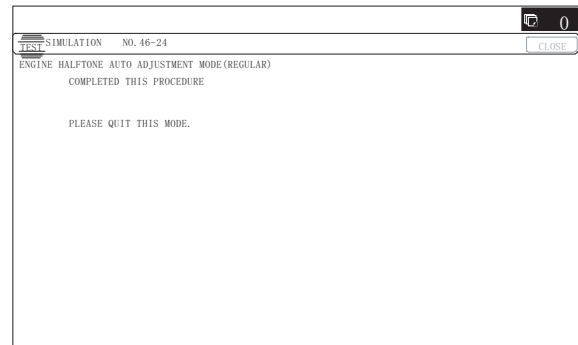 0
TEST SIMULATION NO. 46-24
CLOSE
ENGINE HALFTONE AUTO ADJUSTMENT MODE(REGULAR)
COMPLETED THIS PROCEDURE
PLEASE QUIT THIS MODE.